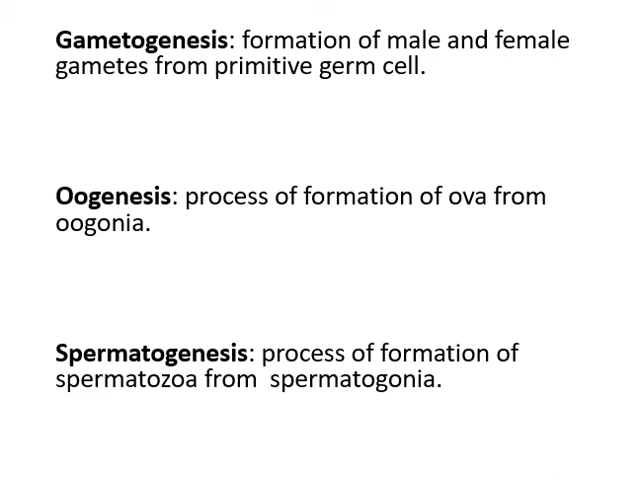 Gametogenesis: formation of male and female
gametes from primitive germ cell.
Oogenesis: process of formation of ova from
oogonia.
Spermatogenesis: process of formation of
spermatozoa from  spermatogonia.